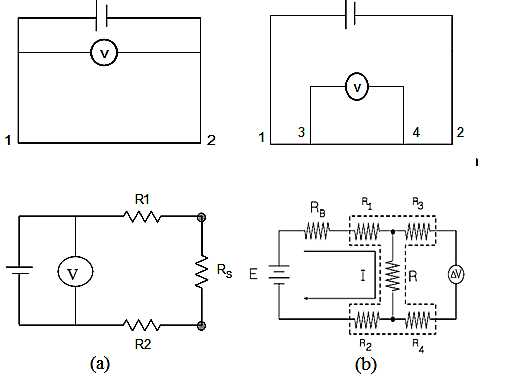 V
V
1 2
1 3 4 2
R1
R_S
V
R2
(a)
R_B R_1 R_3
E I R ΔV
R_2 R_4
(b)